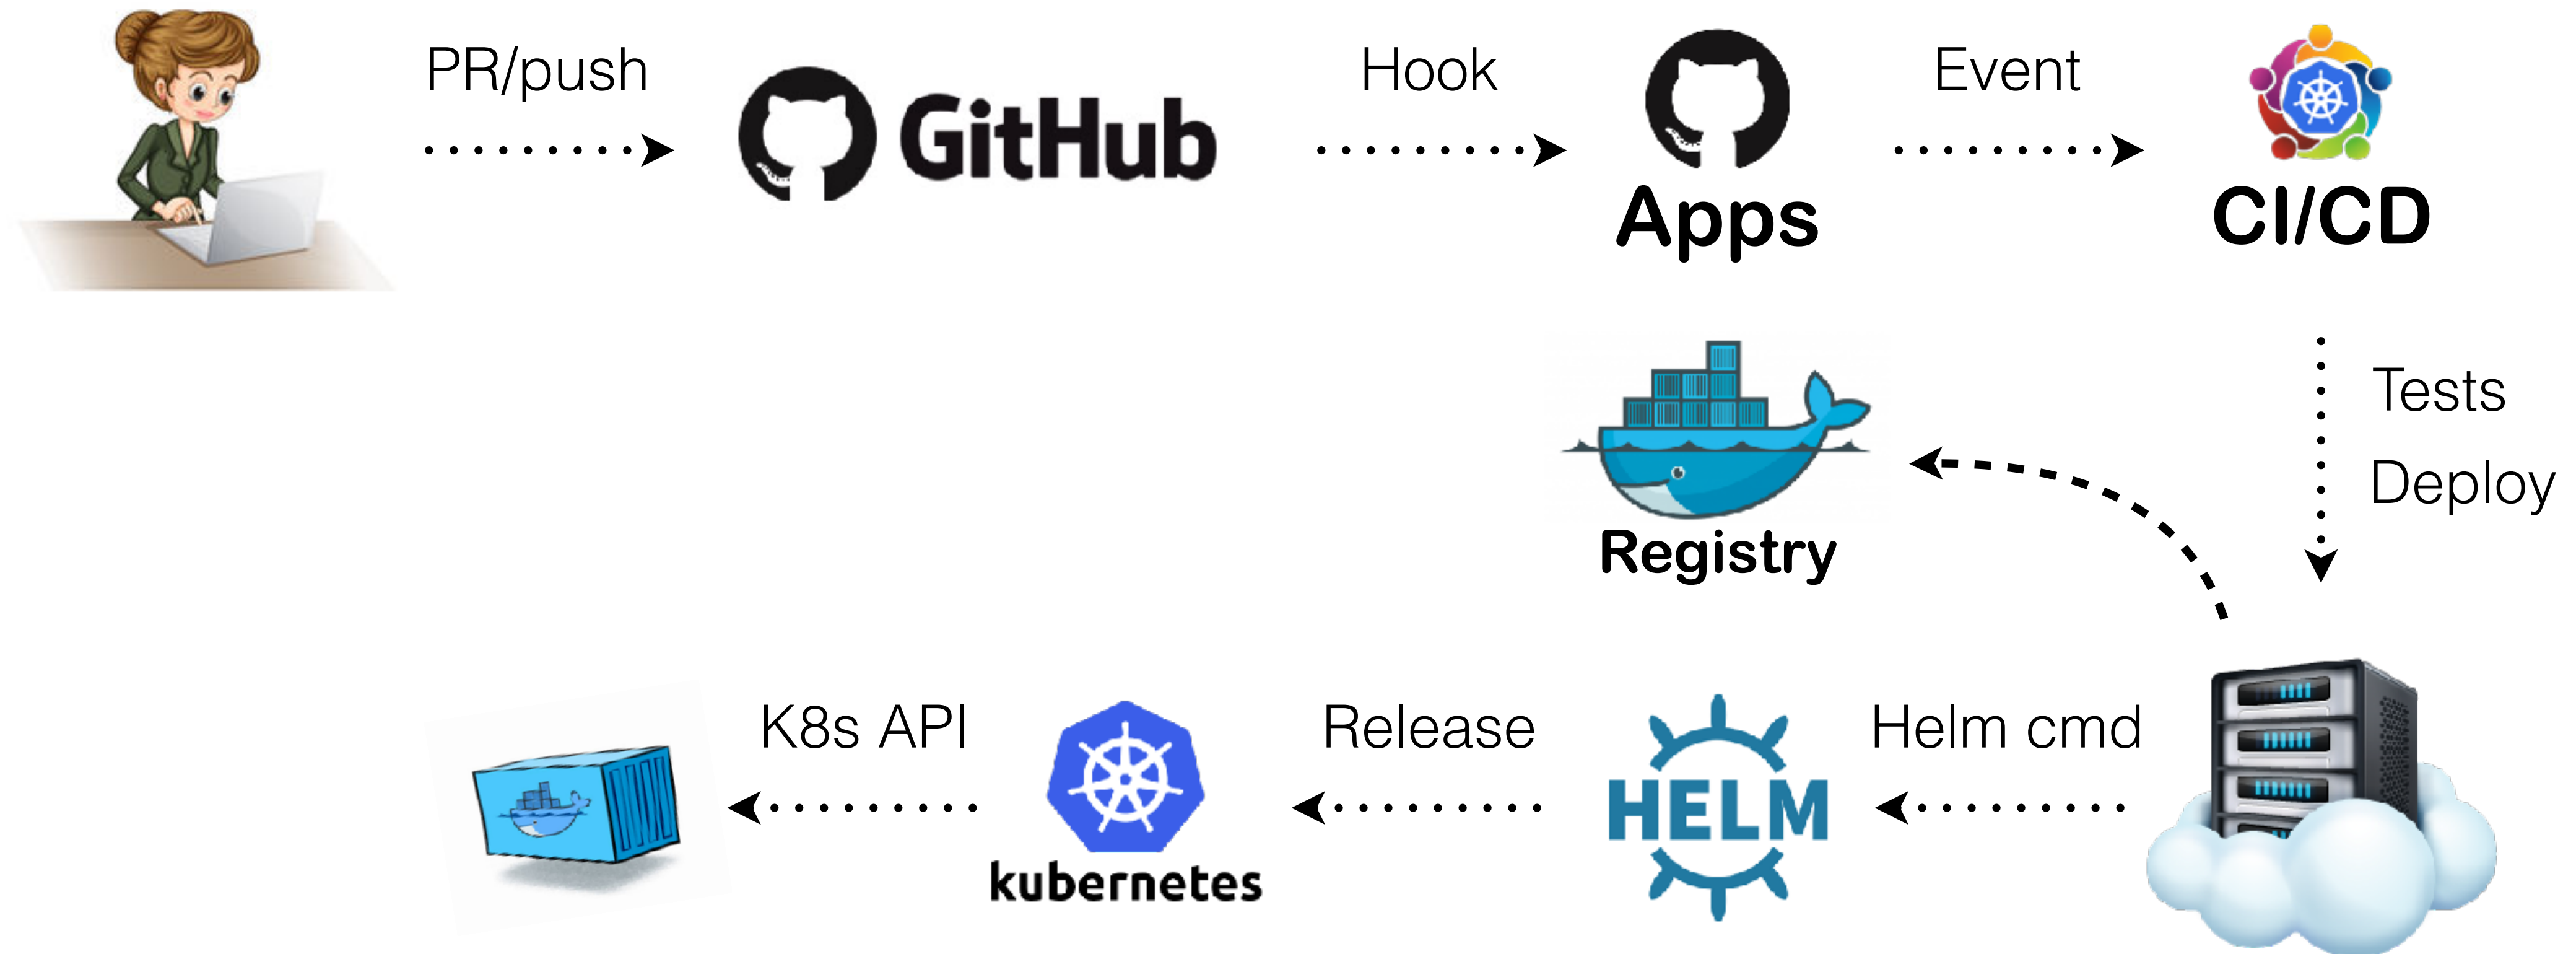 PR/push
GitHub
Hook
Apps
Event
CI/CD
Tests
Deploy
Registry
K8s API
kubernetes
Release
HELM
Helm cmd